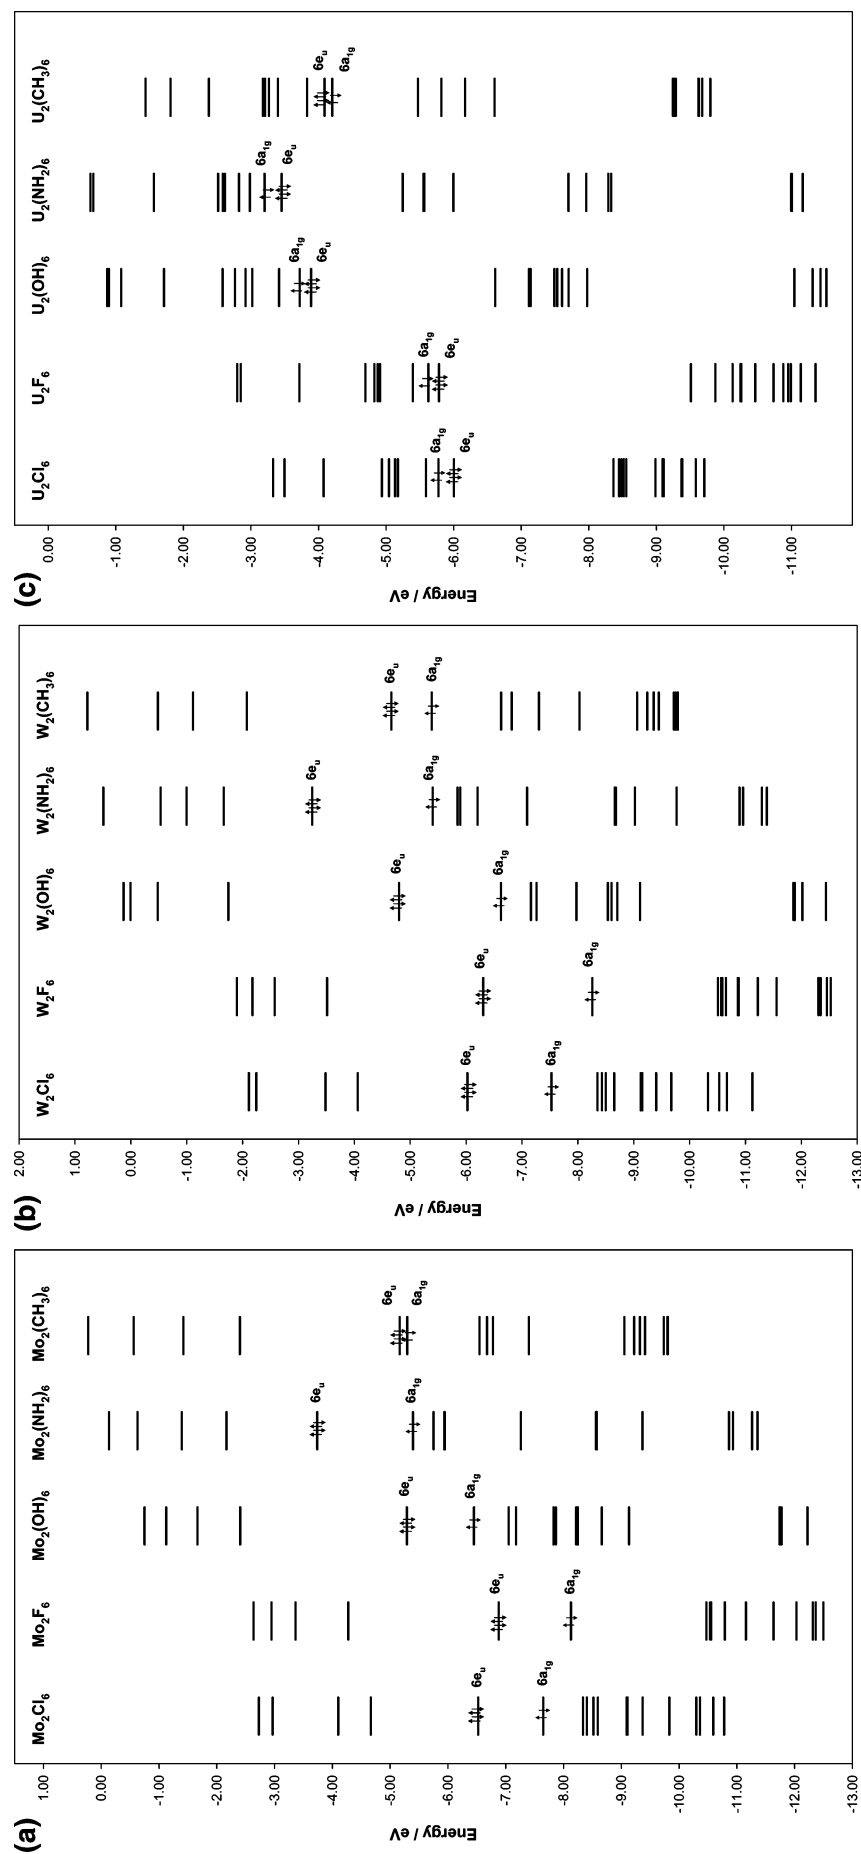 (a)
Energy / eV
1.00
0.00
-1.00
-2.00
-3.00
-4.00
-5.00
-6.00
-7.00
-8.00
-9.00
-10.00
-11.00
-12.00
-13.00
Mo₂Cl₆
Mo₂F₆
Mo₂(OH)₆
Mo₂(NH₂)₆
Mo₂(CH₃)₆
6eᵤ
6a₁g
6eᵤ
6a₁g
6eᵤ
6a₁g
6eᵤ
6a₁g
6eᵤ
6a₁g
(b)
Energy / eV
2.00
1.00
0.00
-1.00
-2.00
-3.00
-4.00
-5.00
-6.00
-7.00
-8.00
-9.00
-10.00
-11.00
-12.00
-13.00
W₂Cl₆
W₂F₆
W₂(OH)₆
W₂(NH₂)₆
W₂(CH₃)₆
6eᵤ
6a₁g
6eᵤ
6a₁g
6eᵤ
6a₁g
6eᵤ
6a₁g
6eᵤ
6a₁g
(c)
Energy / eV
0.00
-1.00
-2.00
-3.00
-4.00
-5.00
-6.00
-7.00
-8.00
-9.00
-10.00
-11.00
U₂Cl₆
U₂F₆
U₂(OH)₆
U₂(NH₂)₆
U₂(CH₃)₆
6a₁g
6eᵤ
6a₁g
6eᵤ
6a₁g
6eᵤ
6a₁g
6eᵤ
6eᵤ
6a₁g